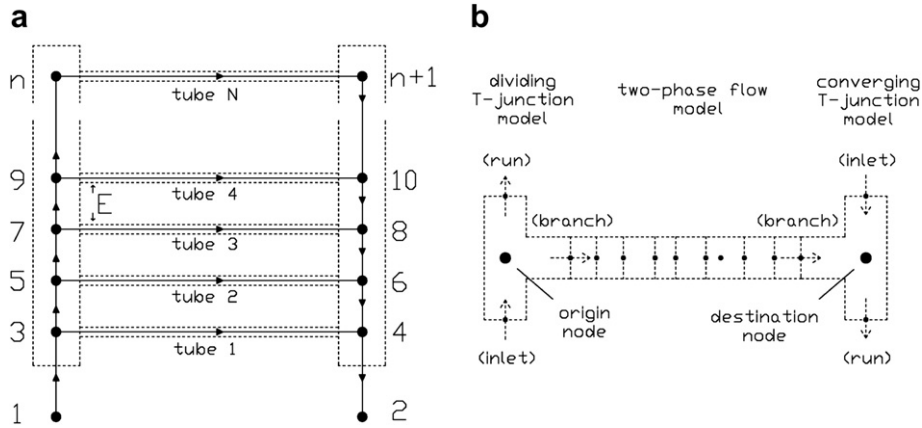 a
n
n+1
tube N
9
10
tube 4
E
7
8
tube 3
5
6
tube 2
3
4
tube 1
1
2
b
dividing
T-junction
model
two-phase flow
model
converging
T-junction
model
(run)
(inlet)
(branch)
(branch)
origin
node
destination
node
(inlet)
(run)